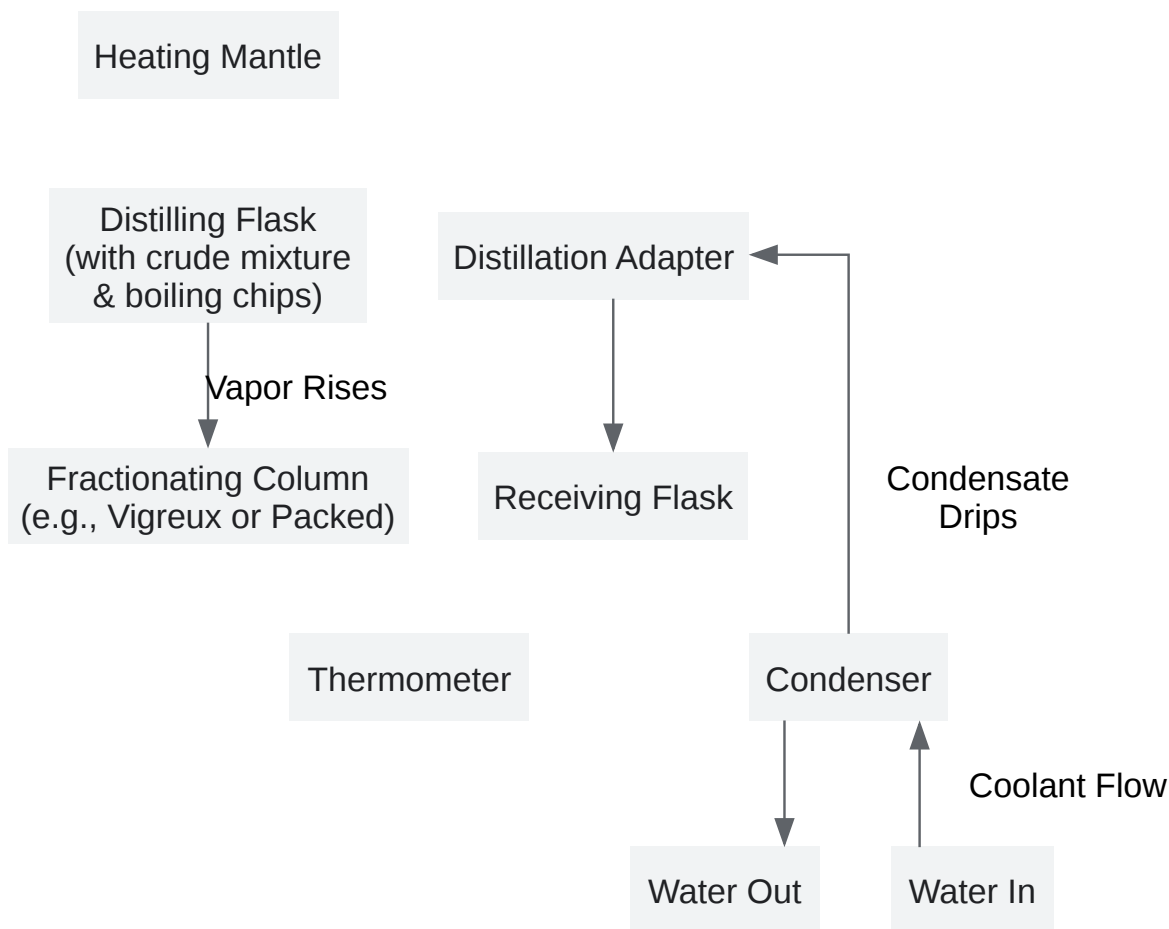 Heating Mantle
Distilling Flask
(with crude mixture
& boiling chips)
Distillation Adapter
Vapor Rises
Fractionating Column
(e.g., Vigreux or Packed)
Receiving Flask
Condensate
Drips
Thermometer
Condenser
Coolant Flow
Water Out
Water In